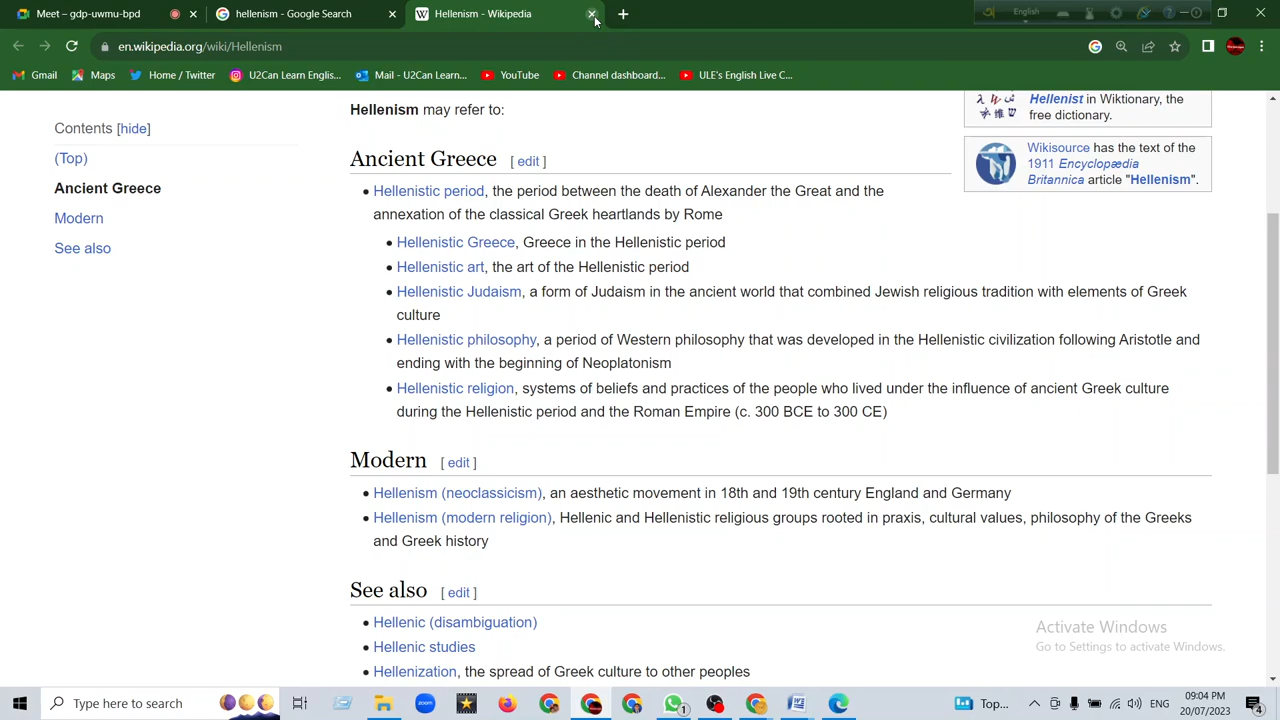 Meet – gdp-uwmu-bpd
hellenism - Google Search
Hellenism - Wikipedia
English
en.wikipedia.org/wiki/Hellenism
Gmail
Maps
Home / Twitter
U2Can Learn Englis...
Mail - U2Can Learn...
YouTube
Channel dashboard...
ULE's English Live C...
Hellenism may refer to:
Hellenist in Wiktionary, the
free dictionary.
Contents [hide]
(Top)
Ancient Greece
Modern
See also
Wikisource has the text of the
1911 Encyclopædia
Britannica article "Hellenism".
Ancient Greece [ edit ]
• Hellenistic period, the period between the death of Alexander the Great and the
annexation of the classical Greek heartlands by Rome
• Hellenistic Greece, Greece in the Hellenistic period
• Hellenistic art, the art of the Hellenistic period
• Hellenistic Judaism, a form of Judaism in the ancient world that combined Jewish religious tradition with elements of Greek
culture
• Hellenistic philosophy, a period of Western philosophy that was developed in the Hellenistic civilization following Aristotle and
ending with the beginning of Neoplatonism
• Hellenistic religion, systems of beliefs and practices of the people who lived under the influence of ancient Greek culture
during the Hellenistic period and the Roman Empire (c. 300 BCE to 300 CE)
Modern [ edit ]
• Hellenism (neoclassicism), an aesthetic movement in 18th and 19th century England and Germany
• Hellenism (modern religion), Hellenic and Hellenistic religious groups rooted in praxis, cultural values, philosophy of the Greeks
and Greek history
See also [ edit ]
• Hellenic (disambiguation)
• Hellenic studies
• Hellenization, the spread of Greek culture to other peoples
Activate Windows
Go to Settings to activate Windows.
Type here to search
zoom
1
Top...
ENG
09:04 PM
20/07/2023
4